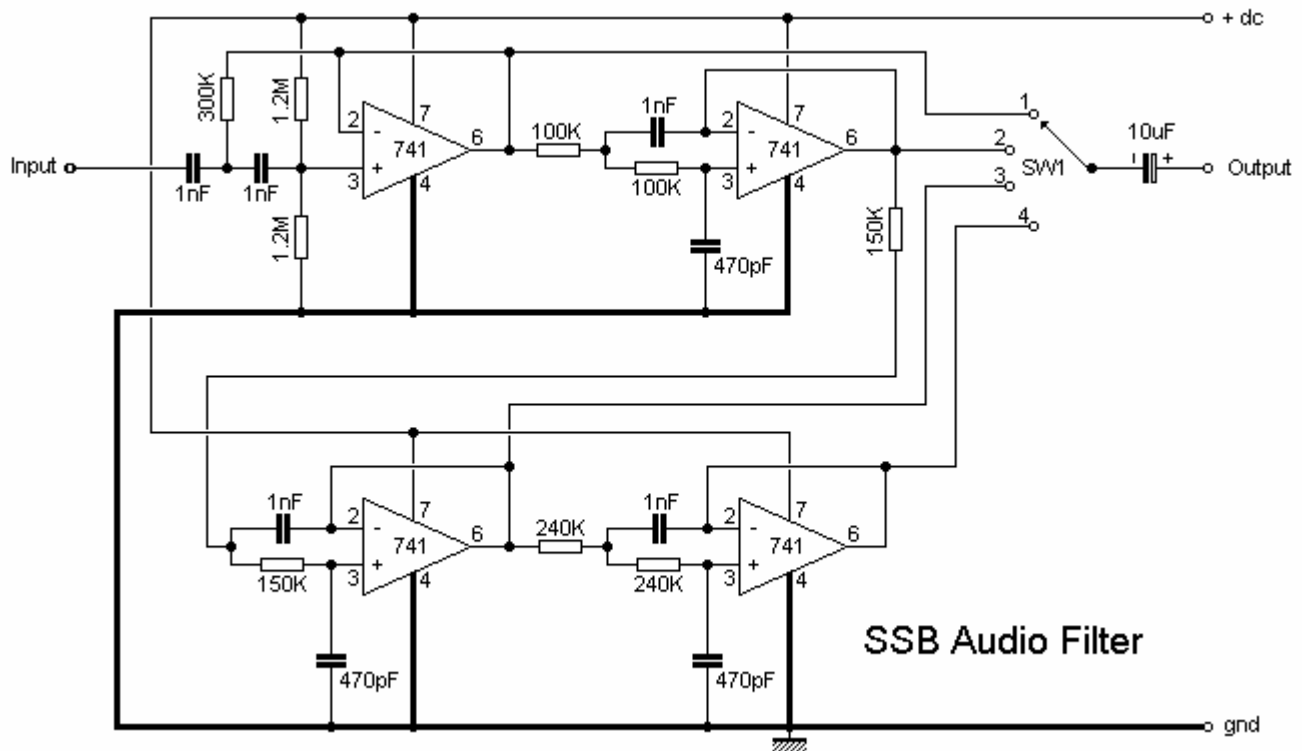 + dc
300K
1.2M
1nF
1
2
7
-
741
6
100K
2
7
-
741
6
10uF
Input
+
3
4
100K
+
3
4
2
3
SW1
- +
Output
1nF
1nF
4
1.2M
470pF
150K
1nF
2
7
-
741
6
240K
1nF
2
7
-
741
6
150K
+
3
4
240K
+
3
4
SSB Audio Filter
470pF
470pF
gnd